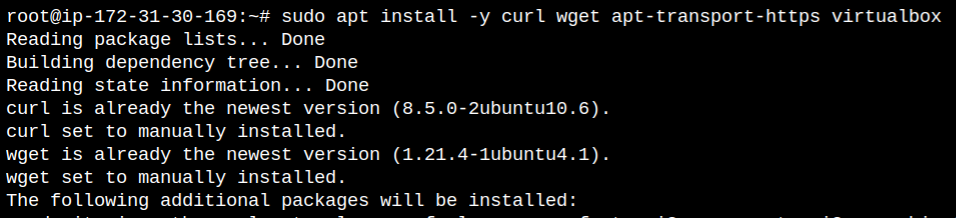 root@ip-172-31-30-169:~# sudo apt install -y curl wget apt-transport-https virtualbox
Reading package lists... Done
Building dependency tree... Done
Reading state information... Done
curl is already the newest version (8.5.0-2ubuntu10.6).
curl set to manually installed.
wget is already the newest version (1.21.4-1ubuntu4.1).
wget set to manually installed.
The following additional packages will be installed: